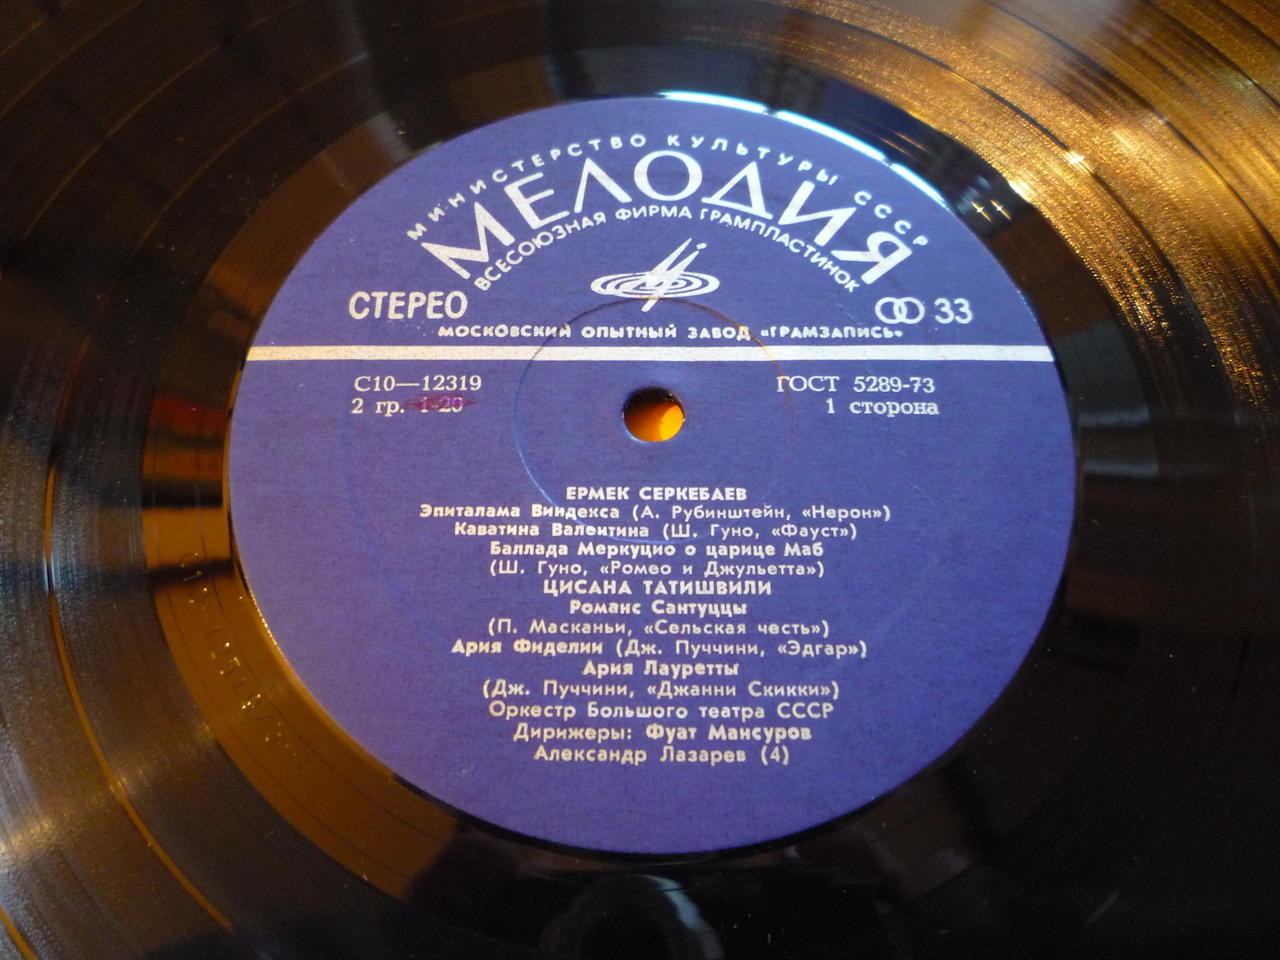 МИНИСТЕРСТВО КУЛЬТУРЫ СССР
МЕЛОДИЯ
ВСЕСОЮЗНАЯ ФИРМА ГРАМПЛАСТИНОК
СТЕРЕО
33
МОСКОВСКИЙ ОПЫТНЫЙ ЗАВОД «ГРАМЗАПИСЬ»
С10—12319 ГОСТ 5289-73
2 гр. 1-20 1 сторона
ЕРМЕК СЕРКЕБАЕВ
Эпиталама Виндекса (А. Рубинштейн, «Нерон»)
Каватина Валентина (Ш. Гуно, «Фауст»)
Баллада Меркуцио о царице Маб
(Ш. Гуно, «Ромео и Джульетта»)
ЦИСАНА ТАТИШВИЛИ
Романс Сантуццы
(П. Масканьи, «Сельская честь»)
Ария Фиделии (Дж. Пуччини, «Эдгар»)
Ария Лауретты
(Дж. Пуччини, «Джанни Скикки»)
Оркестр Большого театра СССР
Дирижеры: Фуат Мансуров
Александр Лазарев (4)